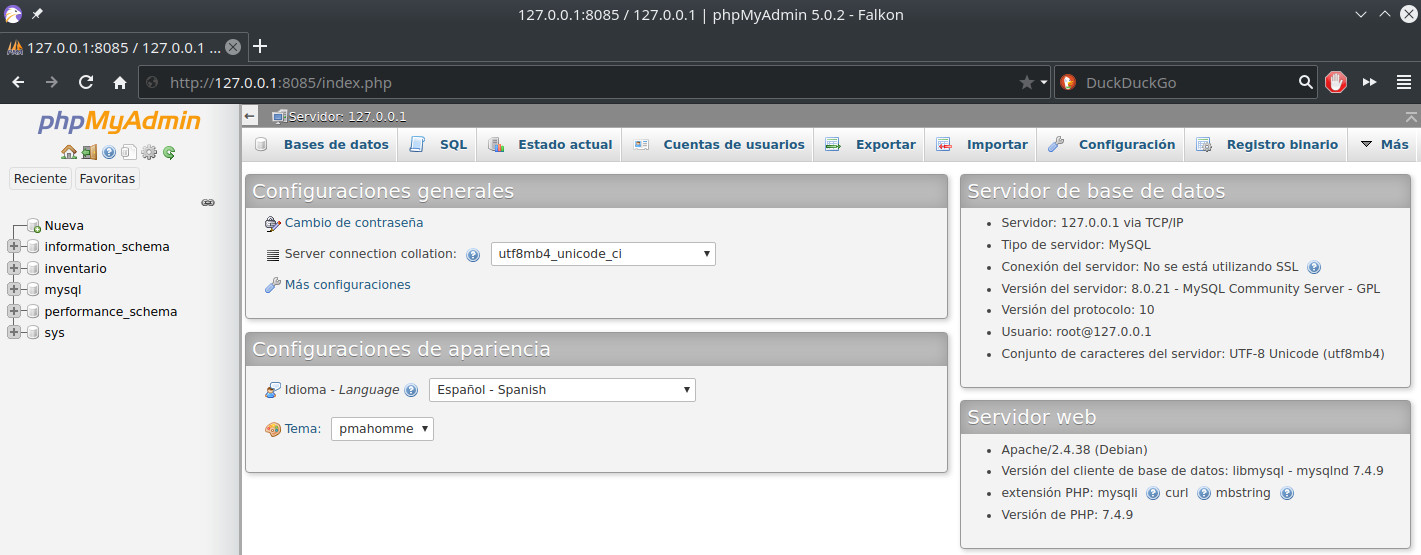 127.0.0.1:8085 / 127.0.0.1 | phpMyAdmin 5.0.2 - Falkon
127.0.0.1:8085 / 127.0.0.1 ...
http://127.0.0.1:8085/index.php
DuckDuckGo
phpMyAdmin
Reciente
Favoritas
Nueva
information_schema
inventario
mysql
performance_schema
sys
Servidor: 127.0.0.1
Bases de datos
SQL
Estado actual
Cuentas de usuarios
Exportar
Importar
Configuración
Registro binario
Más
Configuraciones generales
Cambio de contraseña
Server connection collation:
utf8mb4_unicode_ci
Más configuraciones
Configuraciones de apariencia
Idioma - Language
Español - Spanish
Tema:
pmahomme
Servidor de base de datos
Servidor: 127.0.0.1 via TCP/IP
Tipo de servidor: MySQL
Conexión del servidor: No se está utilizando SSL
Versión del servidor: 8.0.21 - MySQL Community Server - GPL
Versión del protocolo: 10
Usuario: root@127.0.0.1
Conjunto de caracteres del servidor: UTF-8 Unicode (utf8mb4)
Servidor web
Apache/2.4.38 (Debian)
Versión del cliente de base de datos: libmysql - mysqlnd 7.4.9
extensión PHP: mysqli curl mbstring
Versión de PHP: 7.4.9